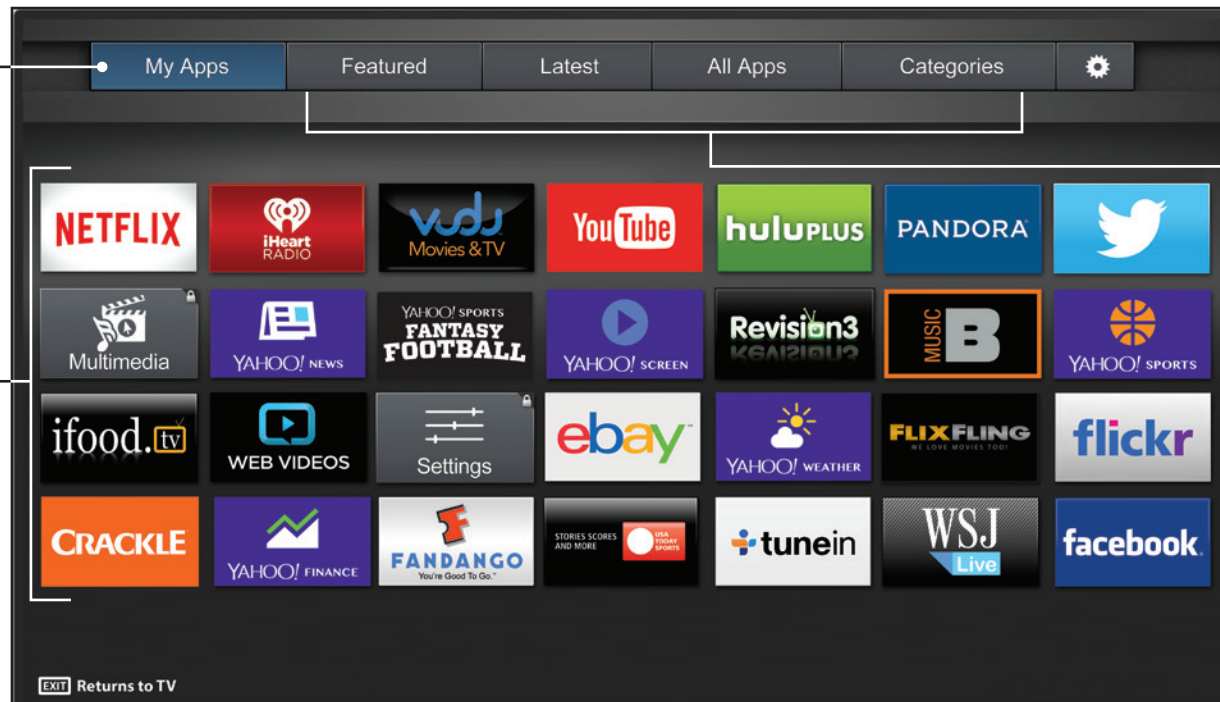 My Apps Featured Latest All Apps Categories
NETFLIX
iHeart
RADIO
vudu
Movies & TV
YouTube
huluPLUS
PANDORA
Multimedia
YAHOO! NEWS
YAHOO! SPORTS
FANTASY
FOOTBALL
YAHOO! SCREEN
Revision3
MUSIC
B
YAHOO! SPORTS
ifood.tv
WEB VIDEOS
Settings
ebay™
YAHOO! WEATHER
FLIXFLING
WE LOVE MOVIES TOO!
flickr
CRACKLE
YAHOO! FINANCE
F
FANDANGO
You're Good To Go.™
STORIES SCORES
AND MORE
USA
TODAY
SPORTS
tunein
WSJ
Live
facebook®
EXIT Returns to TV